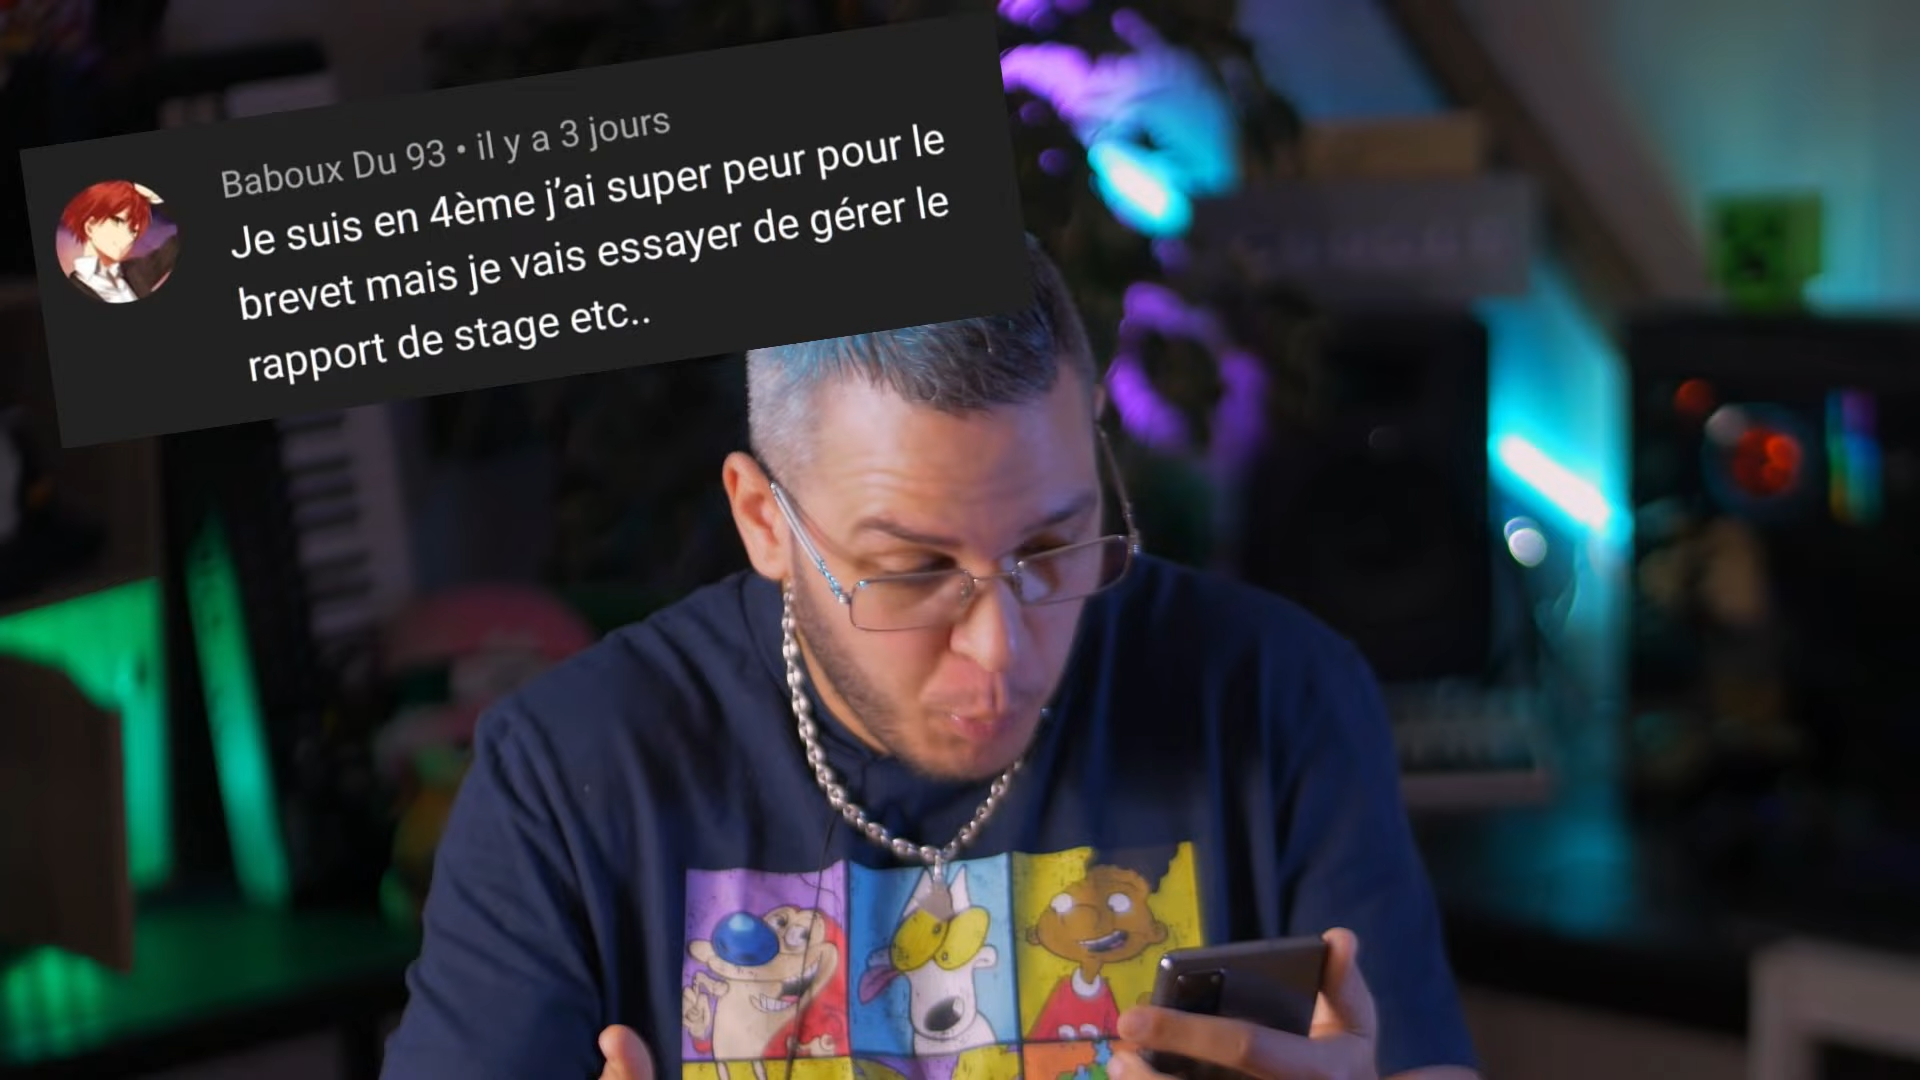 Baboux Du 93 • il y a 3 jours
Je suis en 4ème j'ai super peur pour le
brevet mais je vais essayer de gérer le
rapport de stage etc..